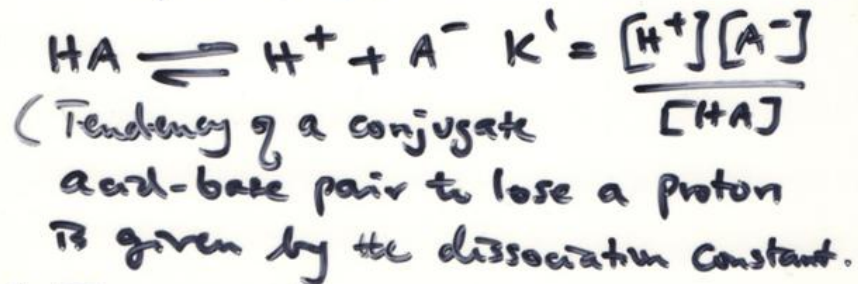 HA ⇌ H⁺ + A⁻ K' = [H⁺][A⁻]
[HA]
(Tendency of a conjugate
acid-base pair to lose a proton
is given by the dissociation constant.